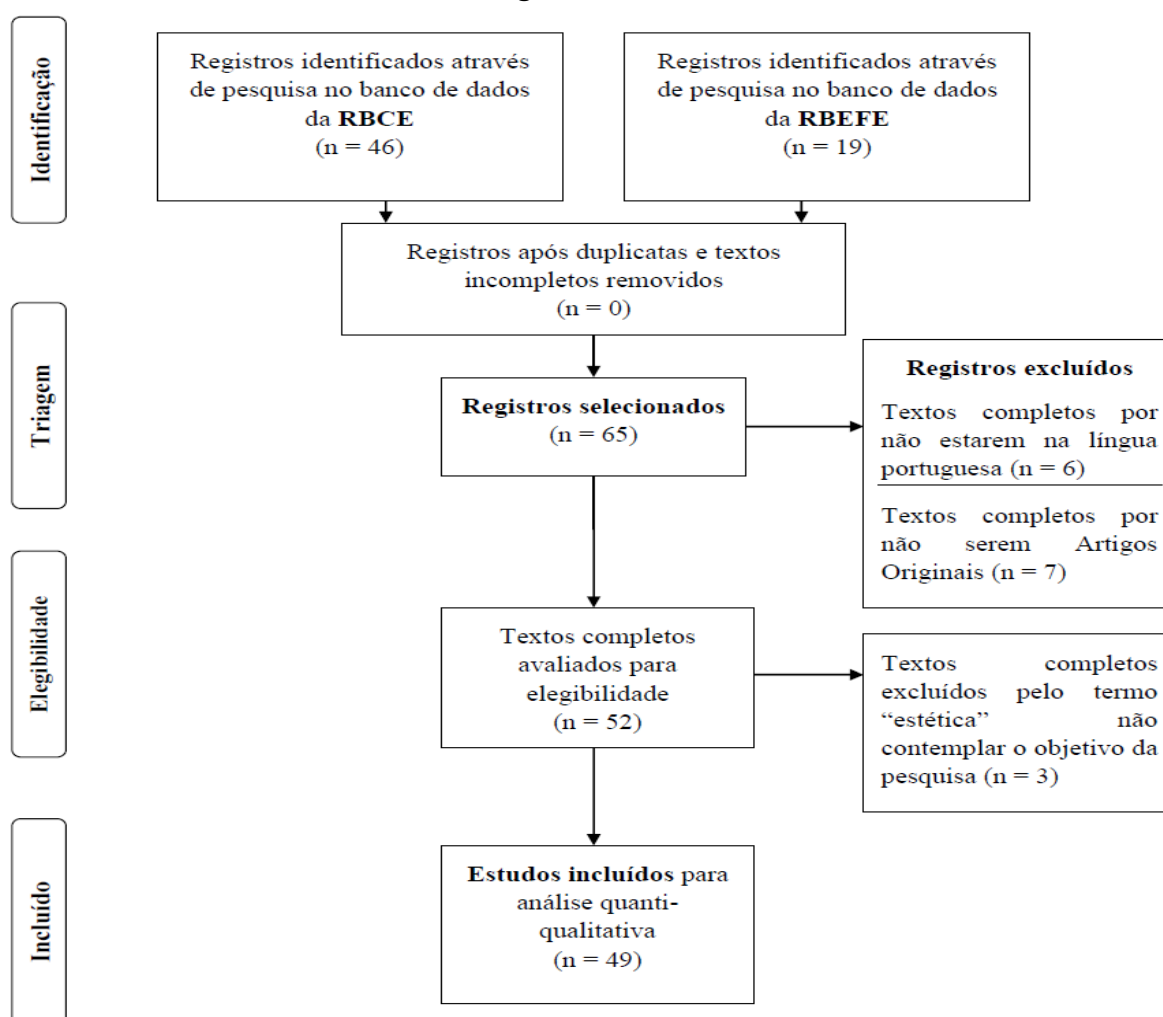 Identificação
Registros identificados através
de pesquisa no banco de dados
da RBCE
(n = 46)
Registros identificados através
de pesquisa no banco de dados
da RBEFE
(n = 19)
Registros após duplicatas e textos
incompletos removidos
(n = 0)
Triagem
Registros selecionados
(n = 65)
Registros excluídos
Textos completos por
não estarem na língua
portuguesa (n = 6)
Textos completos por
não serem Artigos
Originais (n = 7)
Elegibilidade
Textos completos
avaliados para
elegibilidade
(n = 52)
Textos completos
excluídos pelo termo
“estética” não
contemplar o objetivo da
pesquisa (n = 3)
Incluído
Estudos incluídos para
análise quanti-
qualitativa
(n = 49)